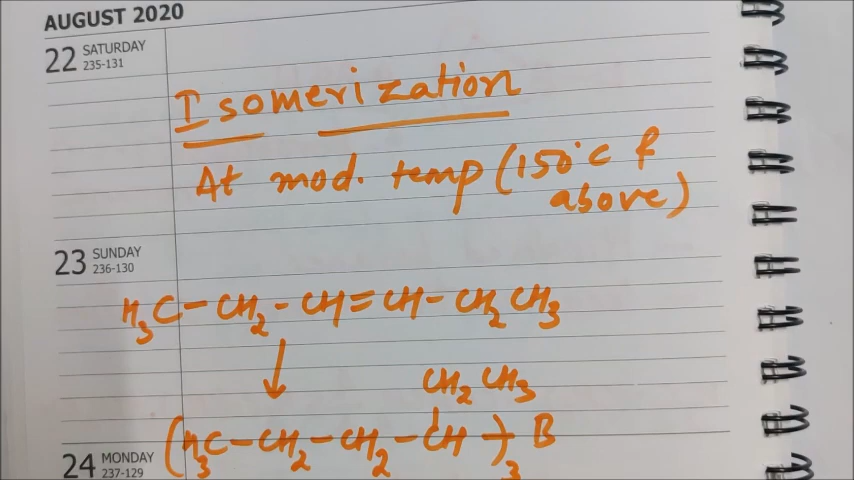 AUGUST 2020
22 SATURDAY
235-131
Isomerization
At mod. temp (150°C &
above)
23 SUNDAY
236-130
H3C-CH2-CH=CH-CH2CH3
↓
CH2CH3
(H3C-CH2-CH2-CH)3B
24 MONDAY
237-129